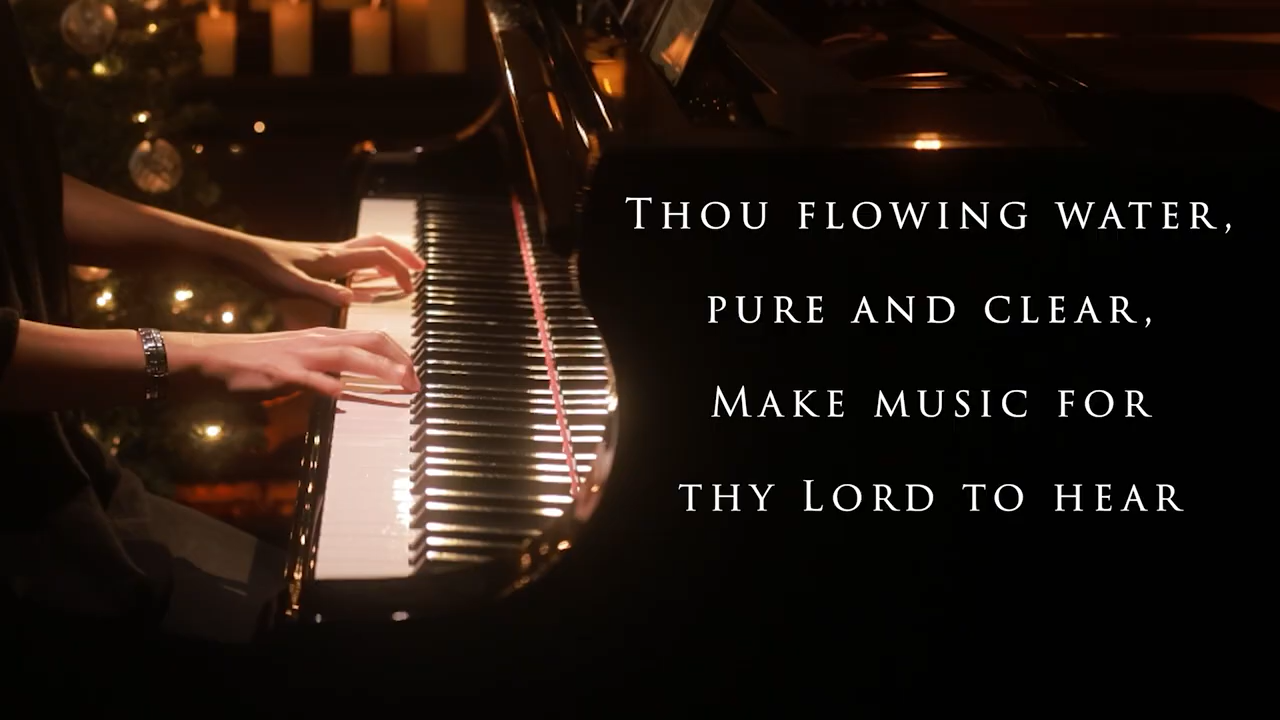 Thou flowing water,
pure and clear,
Make music for
thy Lord to hear